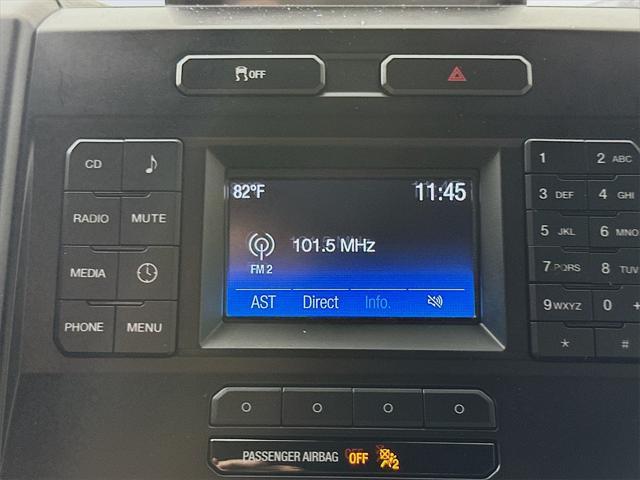 OFF
CD
1
2 ABC
82°F
11:45
3 DEF
4 GHI
RADIO
MUTE
101.5 MHz
5 JKL
6 MNO
FM 2
MEDIA
7 PQRS
8 TUV
AST
Direct
Info.
9 WXYZ
0 +
PHONE
MENU
* #
PASSENGER AIRBAG OFF 2